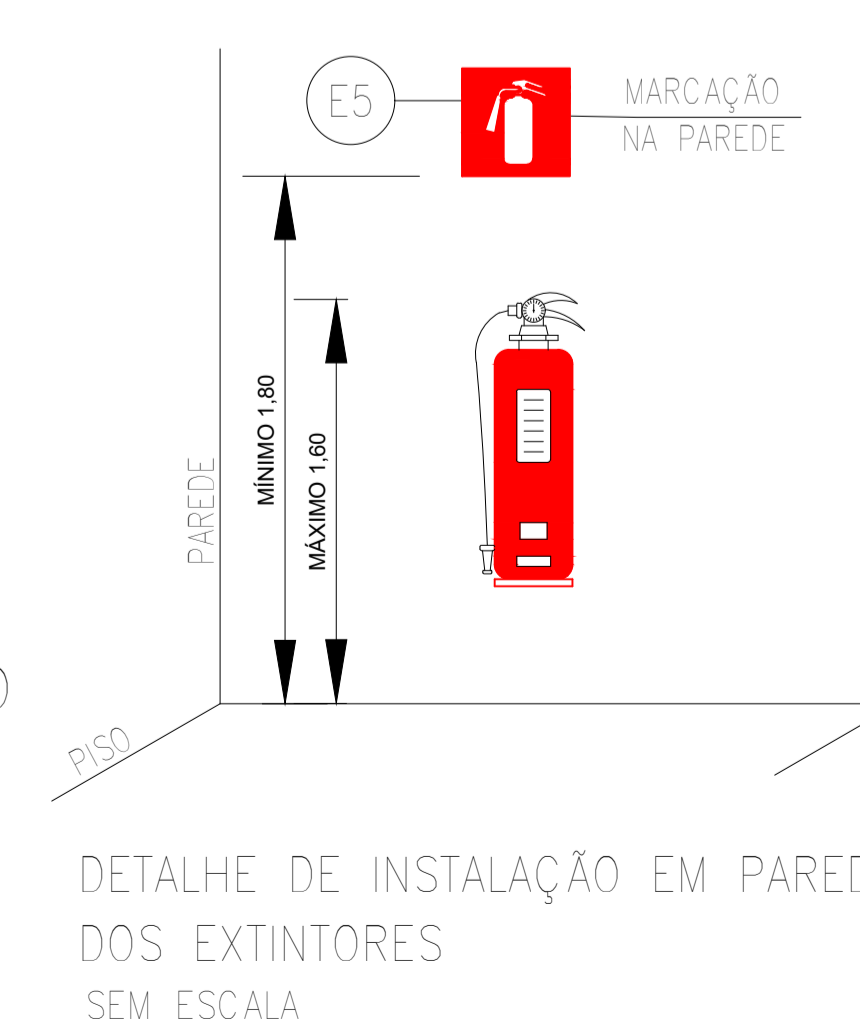 E5
MARCAÇÃO
NA PAREDE
MÍNIMO 1,80
MÁXIMO 1,60
PAREDE
PISO
DETALHE DE INSTALAÇÃO EM PARED
DOS EXTINTORES
SEM ESCALA